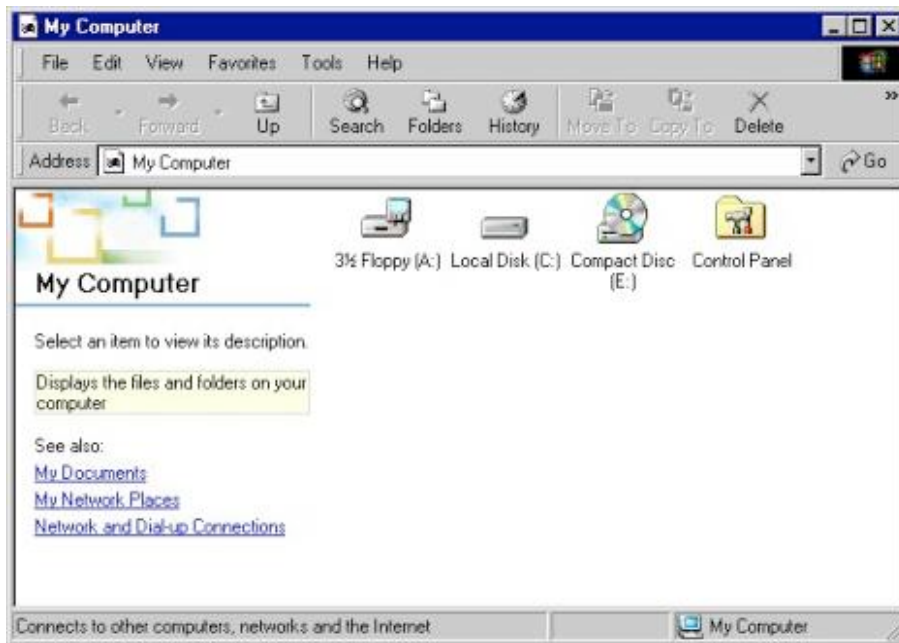 My Computer
File Edit View Favorites Tools Help
Back Forward Up Search Folders History Move To Copy To Delete »
Address My Computer Go
3½ Floppy (A:) Local Disk (C:) Compact Disc (E:) Control Panel
My Computer
Select an item to view its description.
Displays the files and folders on your
computer
See also:
My Documents
My Network Places
Network and Dial-up Connections
Connects to other computers, networks and the Internet My Computer